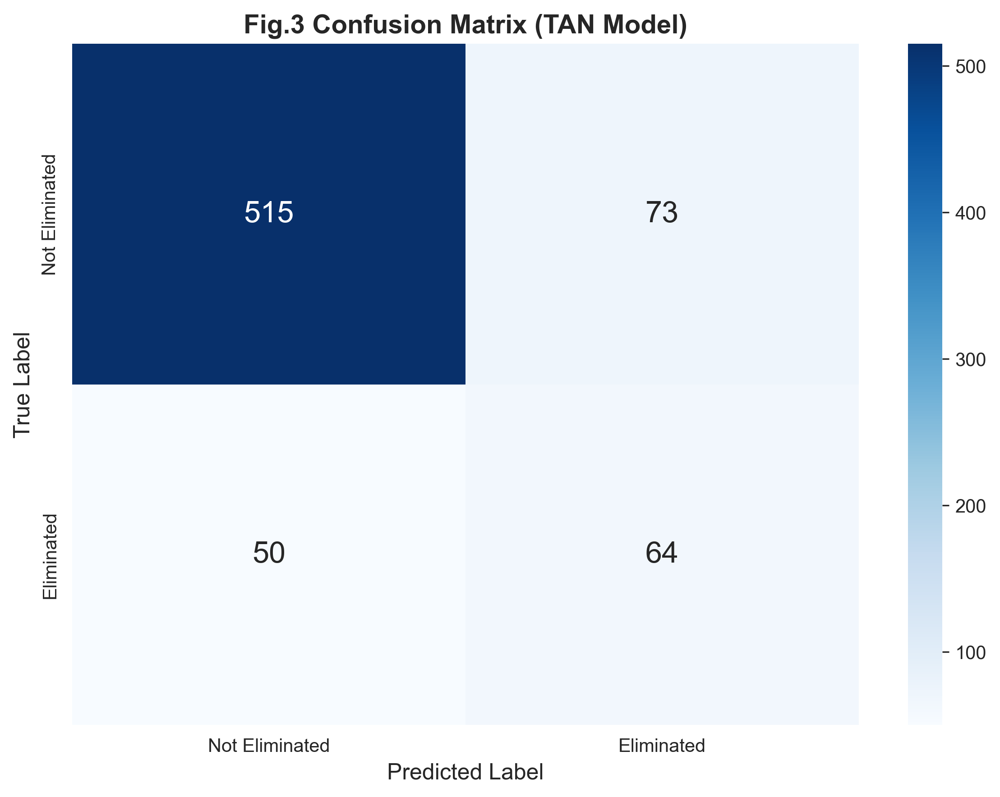 Fig.3 Confusion Matrix (TAN Model)
True Label
Not Eliminated
Eliminated
515
73
50
64
Not Eliminated
Eliminated
Predicted Label
500
400
300
200
100